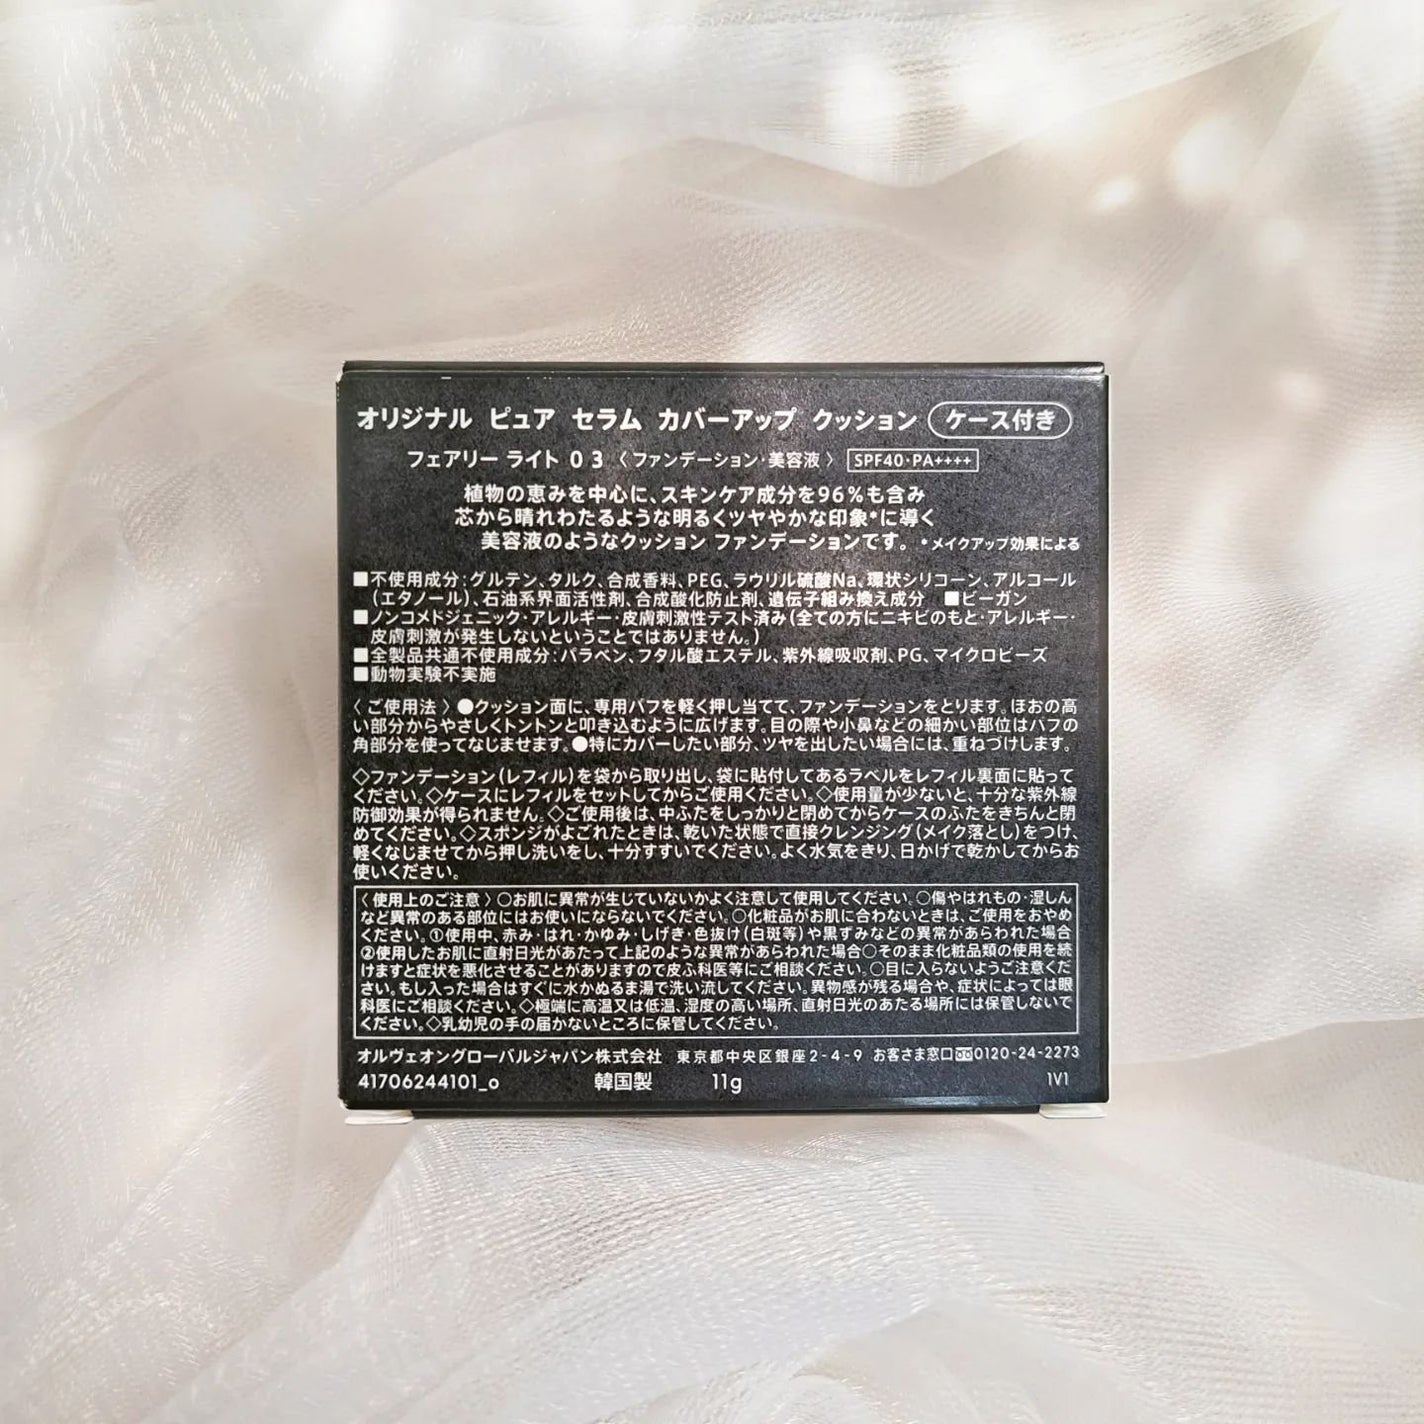 オリジナル ピュア セラム カバーアップ クッション ケース付き
フェアリー ライト 03〈ファンデーション・美容液〉 SPF40・PA++++
植物の恵みを中心に、スキンケア成分を96%も含み
芯から晴れわたるような明るくツヤやかな印象*に導く
美容液のようなクッション ファンデーションです。 *メイクアップ効果による
■不使用成分:グルテン、タルク、合成香料、PEG、ラウリル硫酸Na、環状シリコーン、アルコール
(エタノール)、石油系界面活性剤、合成酸化防止剤、遺伝子組み換え成分 ■ビーガン
■ノンコメドジェニック・アレルギー・皮膚刺激性テスト済み(全ての方にニキビのもと・アレルギー・
皮膚刺激が発生しないということではありません。)
■全製品共通不使用成分:パラベン、フタル酸エステル、紫外線吸収剤、PG、マイクロビーズ
■動物実験不実施
〈ご使用法〉●クッション面に、専用パフを軽く押し当てて、ファンデーションをとります。ほおの高
い部分からやさしくトントンと叩き込むように広げます。目の際や小鼻などの細かい部位はパフの
角部分を使ってなじませます。●特にカバーしたい部分、ツヤを出したい場合には、重ねづけします。
◇ファンデーション(レフィル)を袋から取り出し、袋に貼付してあるラベルをレフィル裏面に貼って
ください。◇ケースにレフィルをセットしてからご使用ください。◇使用量が少ないと、十分な紫外線
防御効果が得られません。◇ご使用後は、中ふたをしっかりと閉めてからケースのふたをきちんと閉
めてください。◇スポンジがよごれたときは、乾いた状態で直接クレンジング(メイク落とし)をつけ、
軽くなじませてから押し洗いをし、十分すすいでください。よく水気をきり、日かげで乾かしてからお
使いください。
〈使用上のご注意〉○お肌に異常が生じていないかよく注意して使用してください。○傷やはれもの・湿しん
など異常のある部位にはお使いにならないでください。○化粧品がお肌に合わないときは、ご使用をおやめ
ください。①使用中、赤み・はれ・かゆみ・しげき・色抜け(白斑等)や黒ずみなどの異常があらわれた場合
②使用したお肌に直射日光があたって上記のような異常があらわれた場合○そのまま化粧品類の使用を続
けますと症状を悪化させることがありますので皮ふ科医等にご相談ください。○目に入らないようご注意くだ
さい。もし入った場合はすぐに水かぬるま湯で洗い流してください。異物感が残る場合や、症状によっては眼
科医にご相談ください。◇極端に高温又は低温、湿度の高い場所、直射日光のあたる場所には保管しないで
ください。◇乳幼児の手の届かないところに保管してください。
オルヴェオングローバルジャパン株式会社 東京都中央区銀座2-4-9 お客さま窓口0120-24-2273
41706244101_o 韓国製 11g 1V1